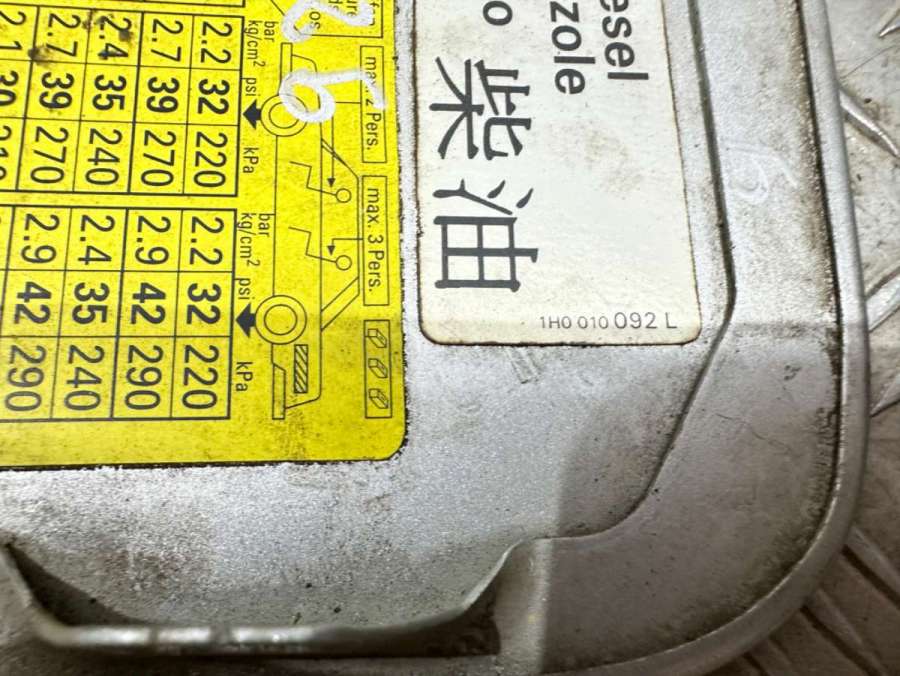 esel
zole
柴油
1H0 010 092 L
max. 2 Pers.
max. 3 Pers.
bar
kg/cm² psi kPa
bar
kg/cm² psi kPa
2.2 32 220 2.2 32 220
2.7 39 270 2.9 42 290
2.4 35 240 2.4 35 240
2.7 39 270 2.9 42 290